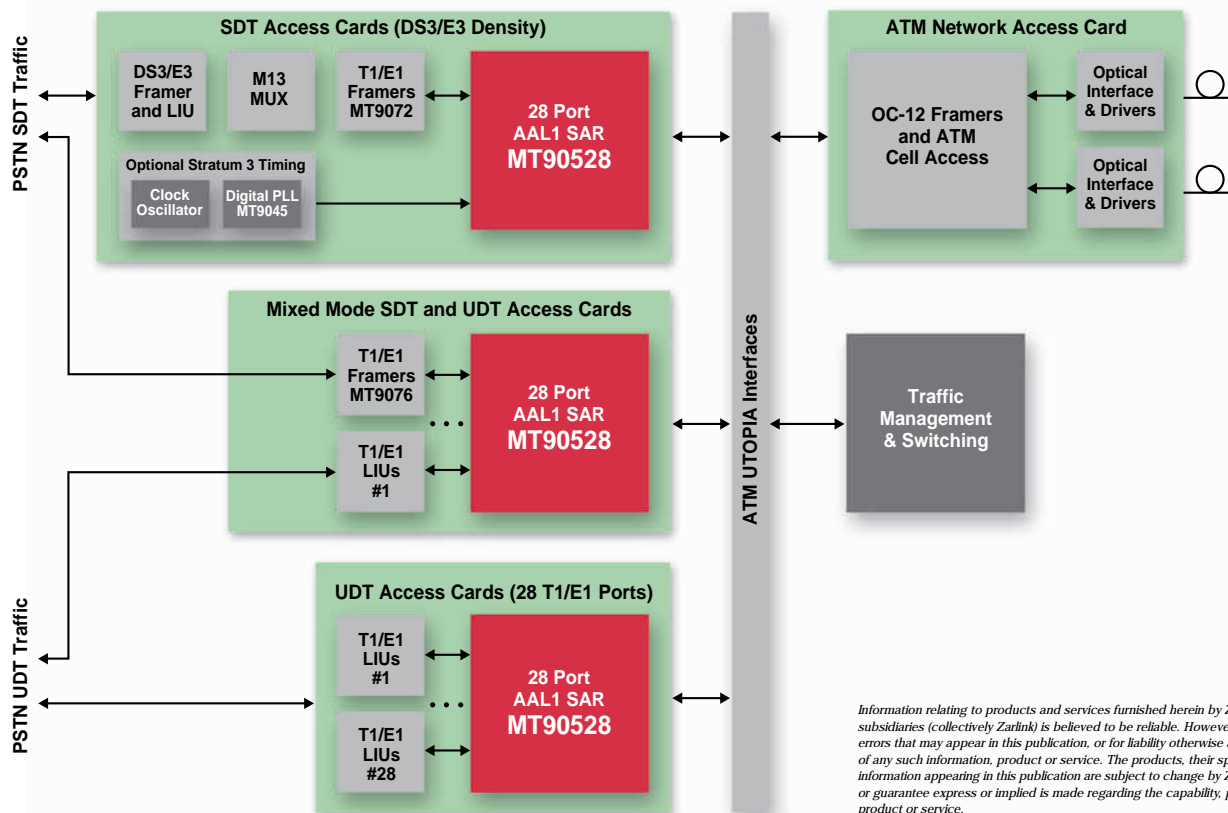 PSTN SDT Traffic
SDT Access Cards (DS3/E3 Density)
DS3/E3
Framer
and LIU
M13
MUX
T1/E1
Framers
MT9072
28 Port
AAL1 SAR
MT90528
Optional Stratum 3 Timing
Clock
Oscillator
Digital PLL
MT9045
ATM Network Access Card
OC-12 Framers
and ATM
Cell Access
Optical
Interface
& Drivers
Optical
Interface
& Drivers
Mixed Mode SDT and UDT Access Cards
T1/E1
Framers
MT9076
• • •
T1/E1
LIUs
#1
28 Port
AAL1 SAR
MT90528
ATM UTOPIA Interfaces
Traffic
Management
& Switching
PSTN UDT Traffic
UDT Access Cards (28 T1/E1 Ports)
T1/E1
LIUs
#1
• • •
T1/E1
LIUs
#28
28 Port
AAL1 SAR
MT90528
Information relating to products and services furnished herein by
subsidiaries (collectively Zarlink) is believed to be reliable.
errors that may appear in this publication, or for liability otherwise
of any such information, product or service. The products, their
information appearing in this publication are subject to change by
or guarantee express or implied is made regarding the capability,
product or service.